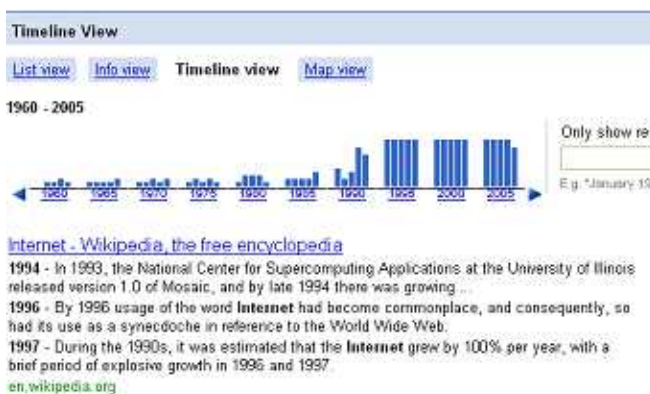 Timeline View
List view Info view Timeline view Map view
1960 - 2005
Only show re
1960 1965 1970 1975 1980 1985 1990 1995 2000 2005
E.g. "January 19
Internet - Wikipedia, the free encyclopedia
1994 - In 1993, the National Center for Supercomputing Applications at the University of Illinois
released version 1.0 of Mosaic, and by late 1994 there was growing ...
1996 - By 1996 usage of the word Internet had become commonplace, and consequently, so
had its use as a synecdoche in reference to the World Wide Web.
1997 - During the 1990s, it was estimated that the Internet grew by 100% per year, with a
brief period of explosive growth in 1996 and 1997.
en.wikipedia.org